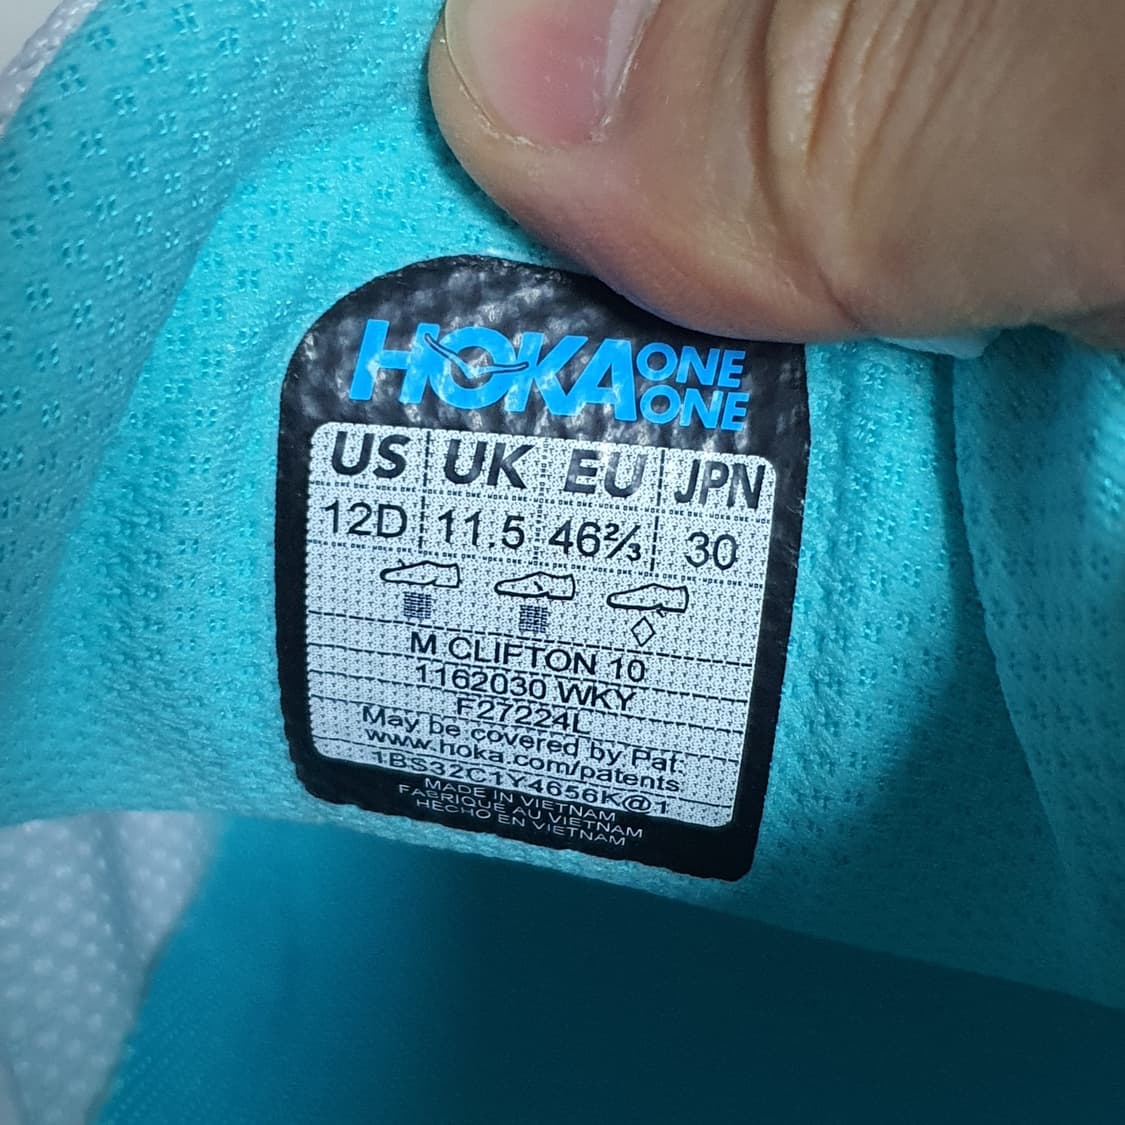 HOKA ONE ONE
US UK EU JPN
12D 11.5 46⅔ 30
M CLIFTON 10
1162030 WKY
F27224L
May be covered by Pat.
www.hoka.com/patents
1BS32C1Y4656K@1
MADE IN VIETNAM
FABRIQUÉ AU VIETNAM
HECHO EN VIETNAM